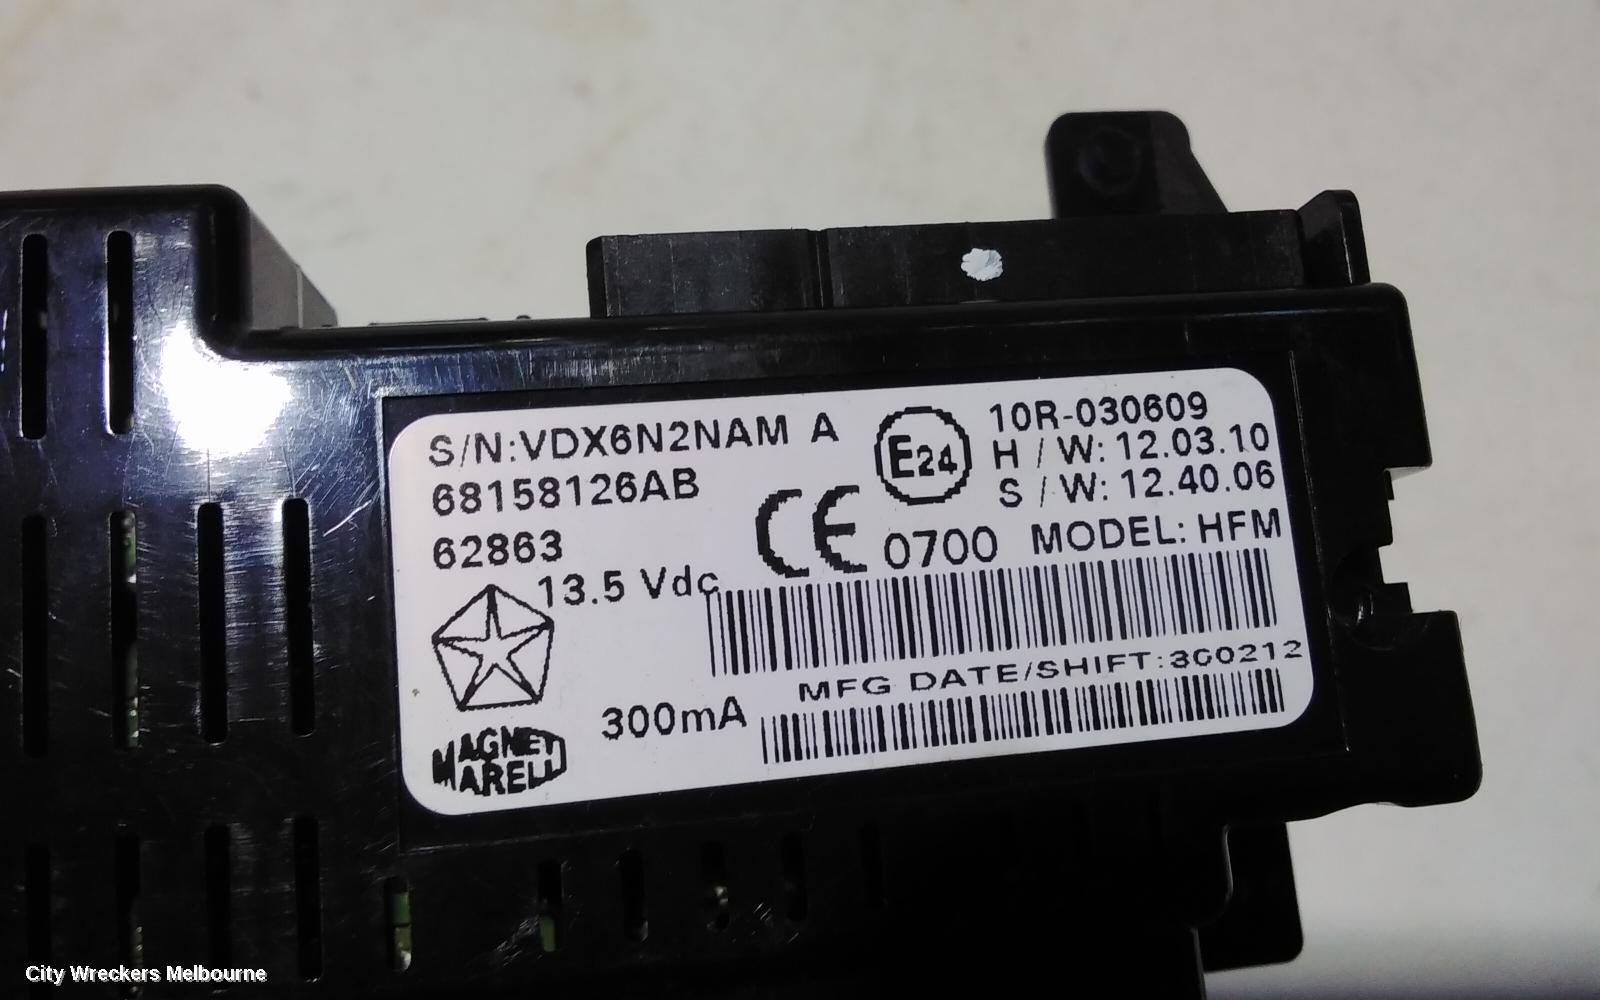 S/N:VDX6N2NAM A
68158126AB
62863
13.5 Vdc
300mA
MAGNETI
MARELLI
E24
CE 0700
10R-030609
H / W: 12.03.10
S / W: 12.40.06
MODEL: HFM
MFG DATE/SHIFT:3G0212
City Wreckers Melbourne